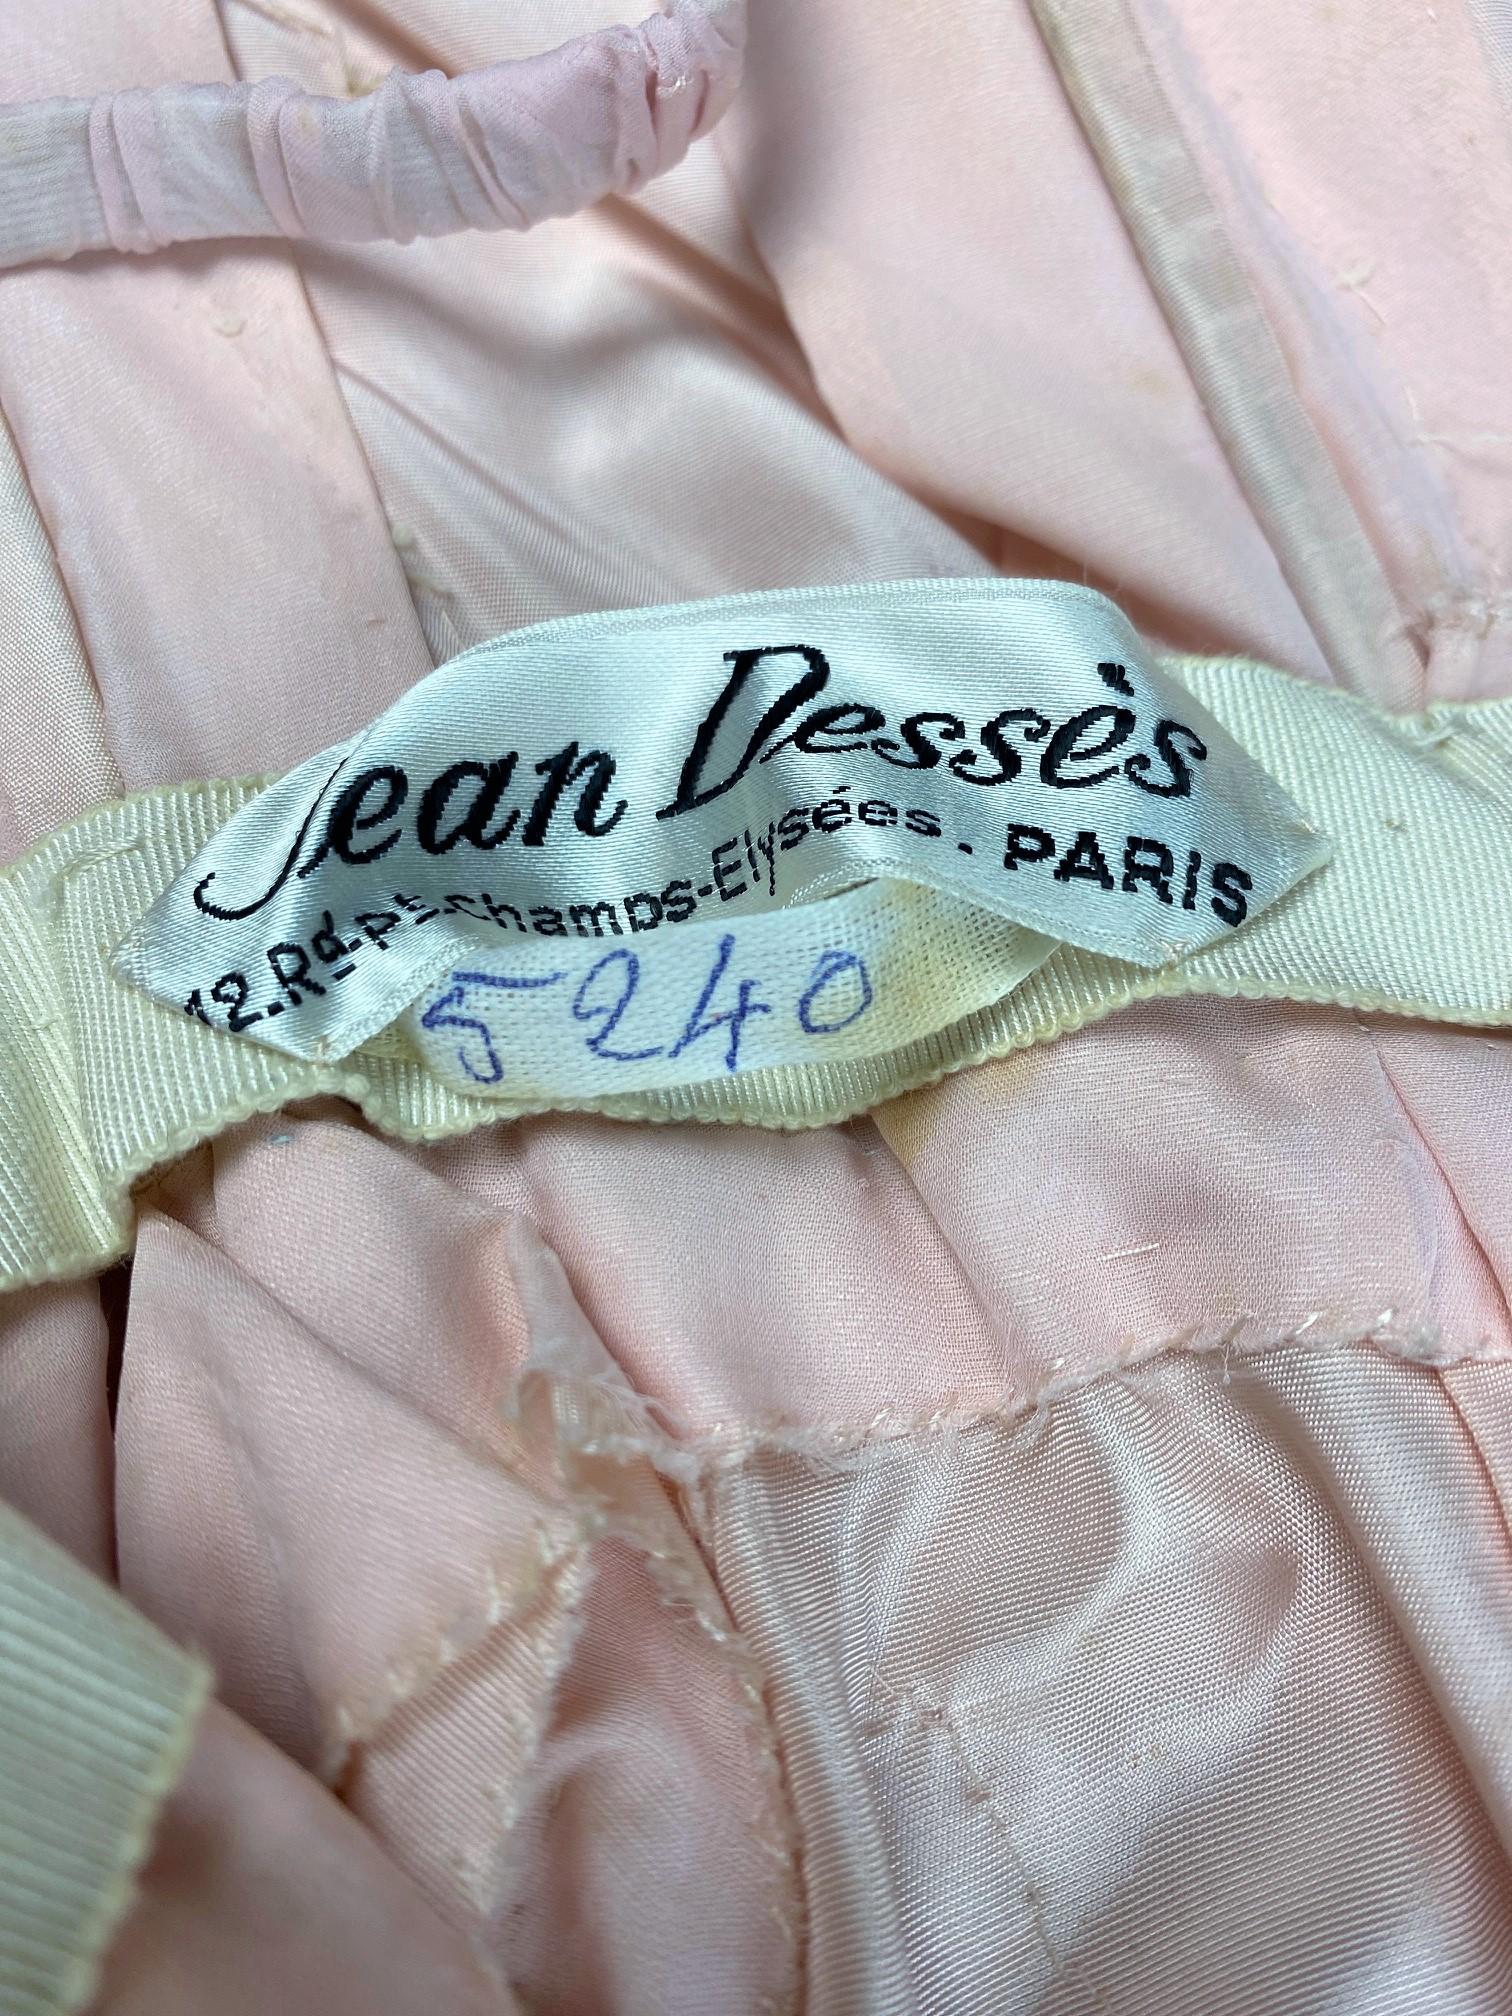 Jean Dessès
12.Rd-pt-Champs-Elysées. PARIS
5240